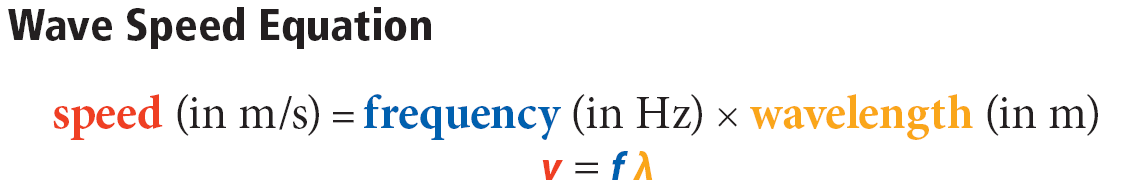 Wave Speed Equation
speed (in m/s) = frequency (in Hz) × wavelength (in m)
v = f λ